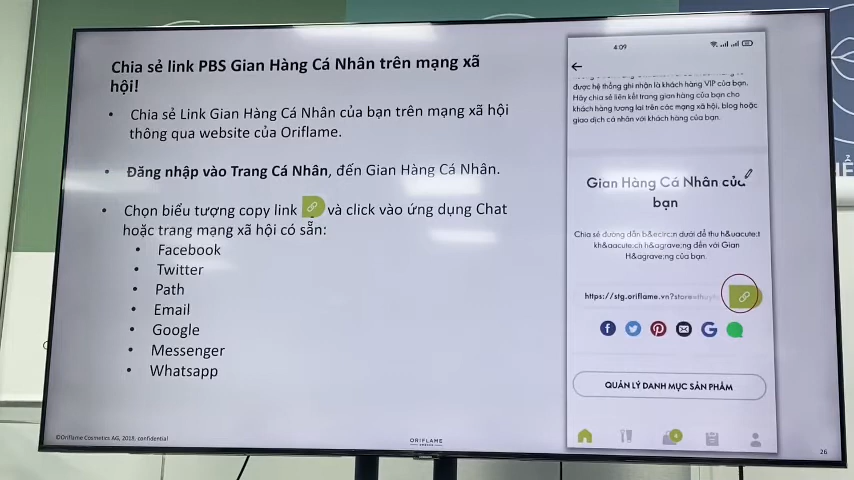 Chia sẻ link PBS Gian Hàng Cá Nhân trên mạng xã
hội!
• Chia sẻ Link Gian Hàng Cá Nhân của bạn trên mạng xã hội
thông qua website của Oriflame.
• Đăng nhập vào Trang Cá Nhân, đến Gian Hàng Cá Nhân.
• Chọn biểu tượng copy link và click vào ứng dụng Chat
hoặc trang mạng xã hội có sẵn:
• Facebook
• Twitter
• Path
• Email
• Google
• Messenger
• Whatsapp
©Oriflame Cosmetics AG, 2018, confidential
ORIFLAME
SWEDEN
26
4:09
được hệ thống ghi nhận là khách hàng VIP của bạn.
Hãy chia sẻ liên kết trang gian hàng của bạn cho
khách hàng tương lai trên các mạng xã hội, blog hoặc
giao dịch cá nhân với khách hàng của bạn.
Gian Hàng Cá Nhân của
bạn
Chia sẻ đường dẫn b&ecirc;n dưới để thu h&uacute;t
kh&aacute;ch h&agrave;ng đến với Gian
H&agrave;ng của bạn.
https://stg.oriflame.vn?store=thuy
QUẢN LÝ DANH MỤC SẢN PHẨM